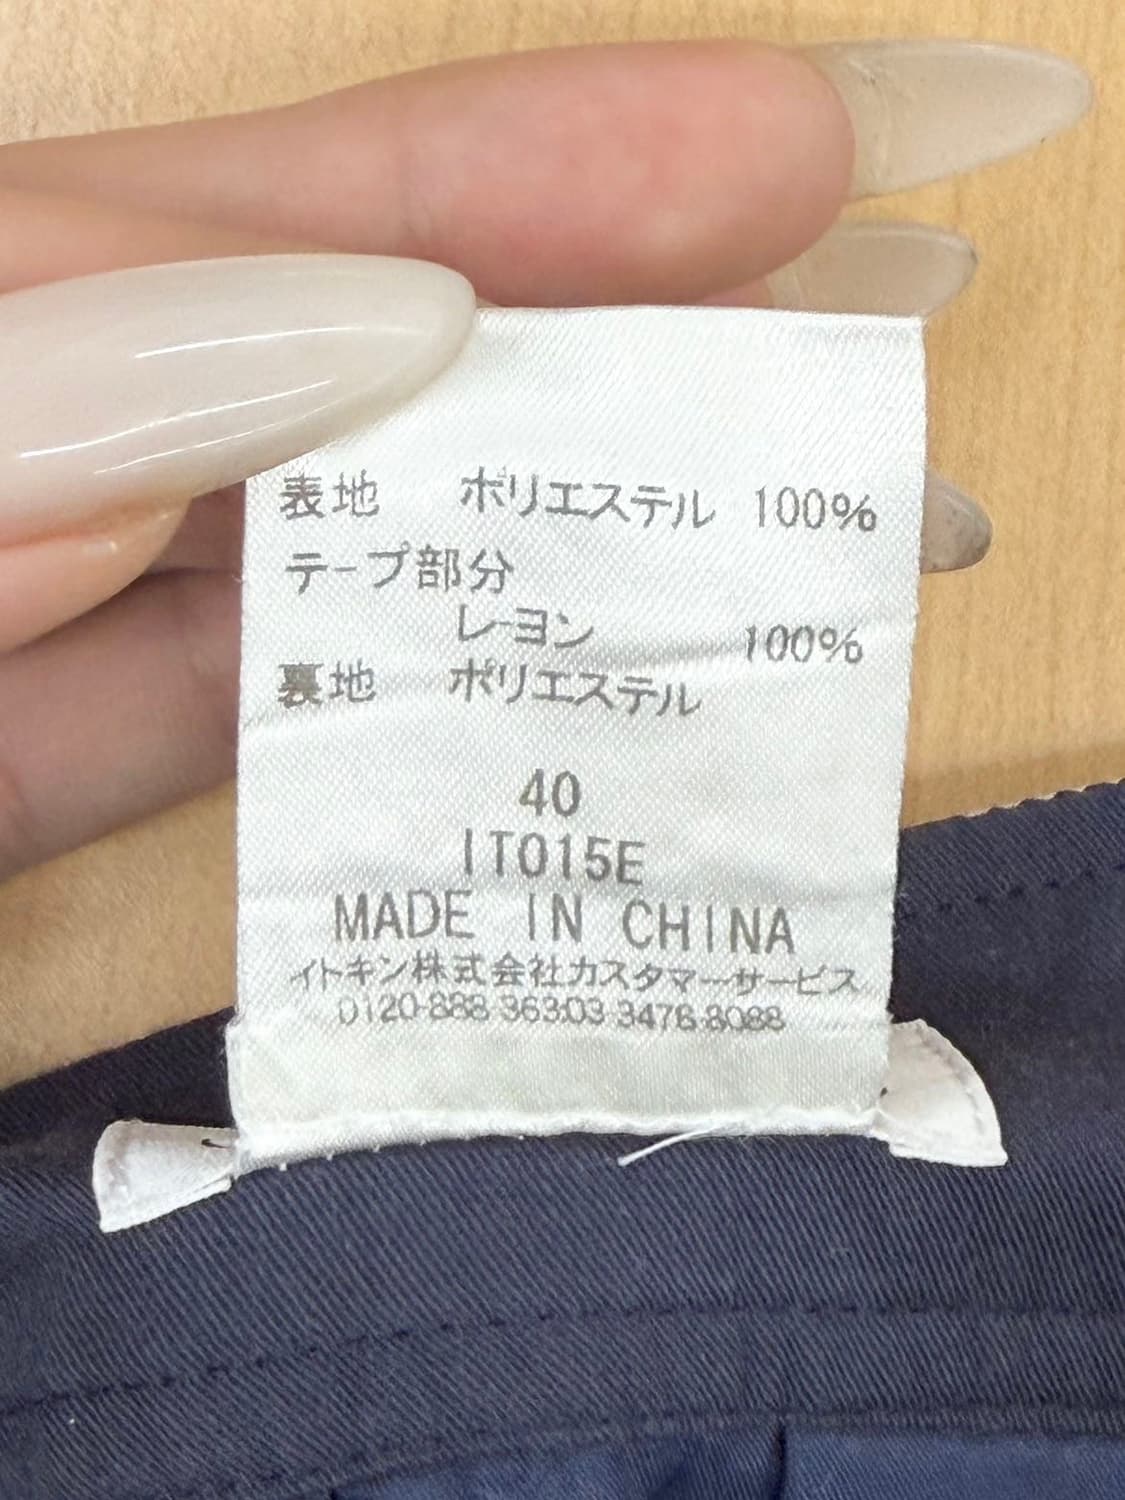 表地 ポリエステル 100%
テープ部分
レーヨン 100%
裏地 ポリエステル
40
IT015E
MADE IN CHINA
イトキン株式会社カスタマーサービス
0120-888-363 03-3478-8088